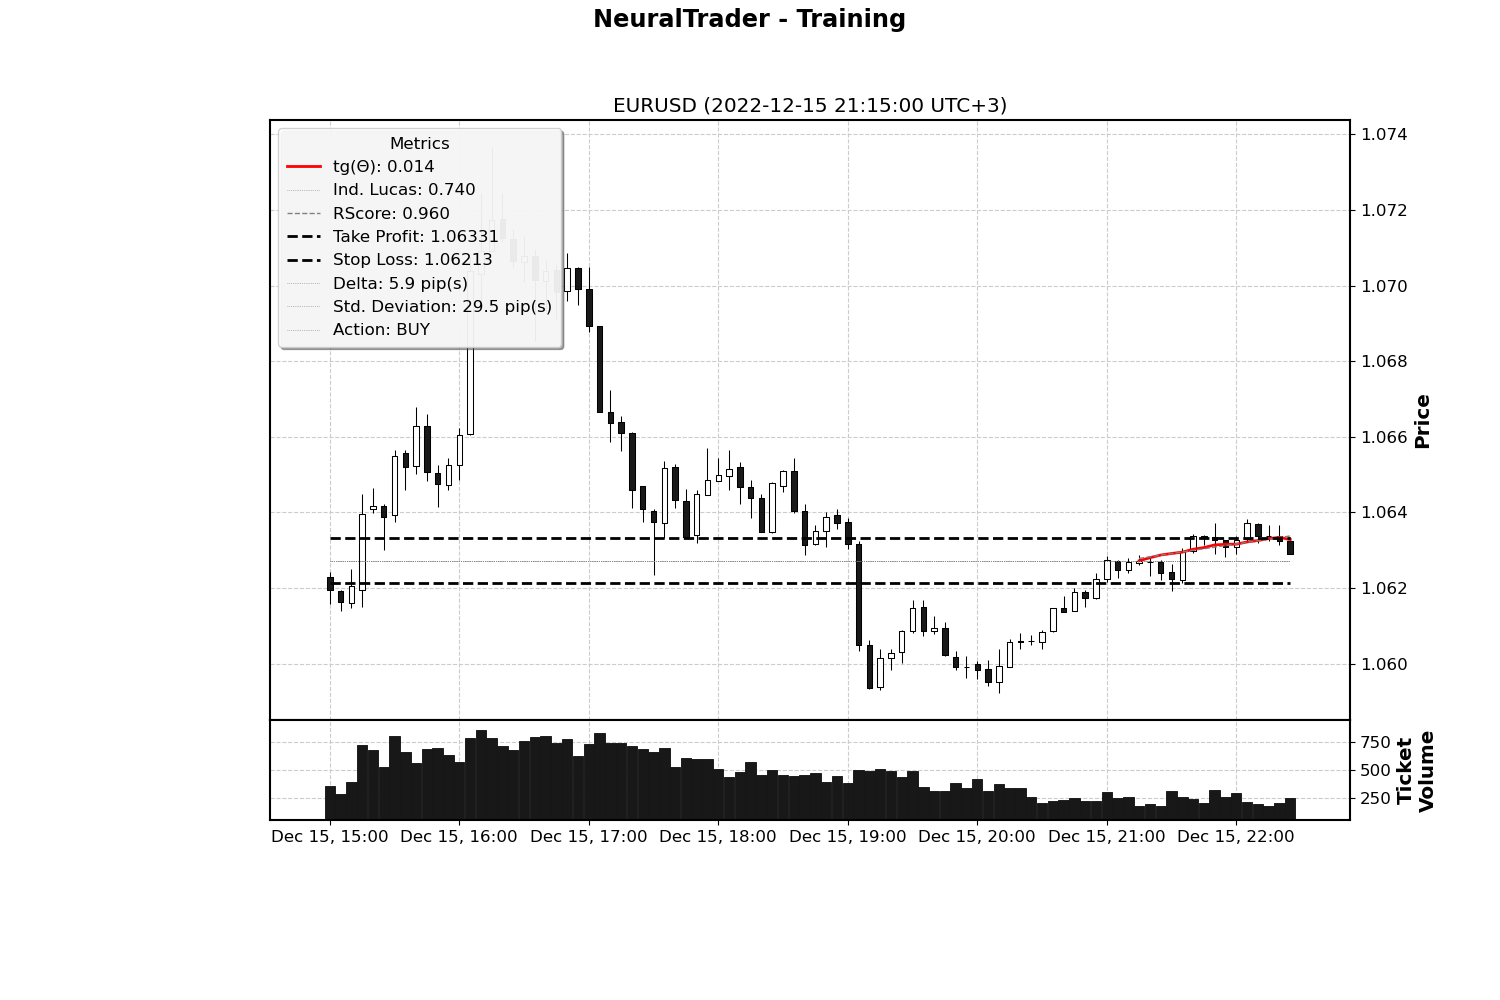 NeuralTrader - Training
EURUSD (2022-12-15 21:15:00 UTC+3)
Metrics
tg(Θ): 0.014
Ind. Lucas: 0.740
RScore: 0.960
Take Profit: 1.06331
Stop Loss: 1.06213
Delta: 5.9 pip(s)
Std. Deviation: 29.5 pip(s)
Action: BUY
1.074
1.072
1.070
1.068
1.066
1.064
1.062
1.060
Price
750
500
250
Ticket
Volume
Dec 15, 15:00
Dec 15, 16:00
Dec 15, 17:00
Dec 15, 18:00
Dec 15, 19:00
Dec 15, 20:00
Dec 15, 21:00
Dec 15, 22:00